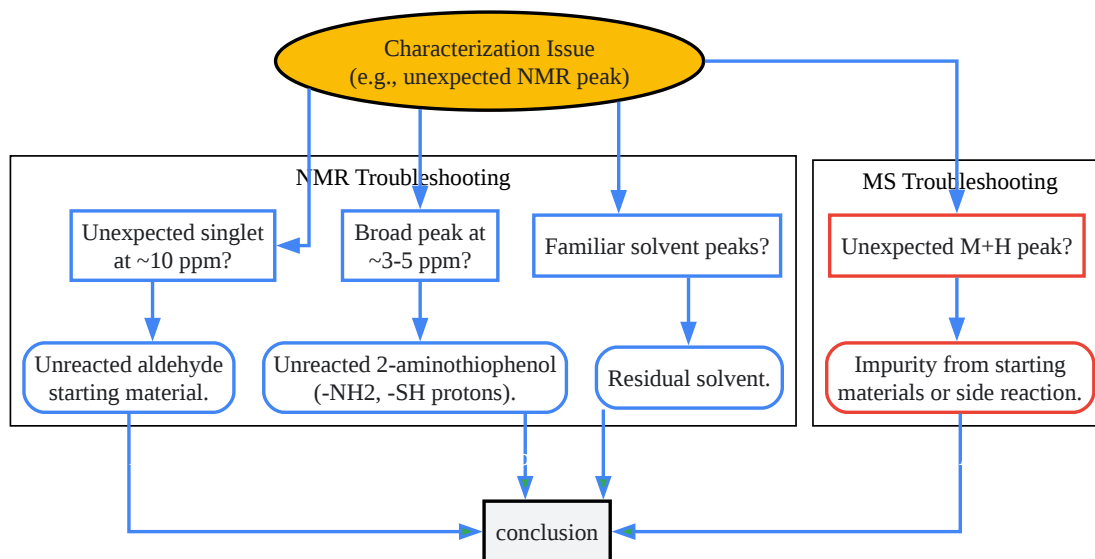 Characterization Issue
(e.g., unexpected NMR peak)
NMR Troubleshooting
MS Troubleshooting
Unexpected singlet
at ~10 ppm?
Broad peak at
~3-5 ppm?
Familiar solvent peaks?
Unexpected M+H peak?
Unreacted aldehyde
starting material.
Unreacted 2-aminothiophenol
(-NH2, -SH protons).
Residual solvent.
Impurity from starting
materials or side reaction.
conclusion